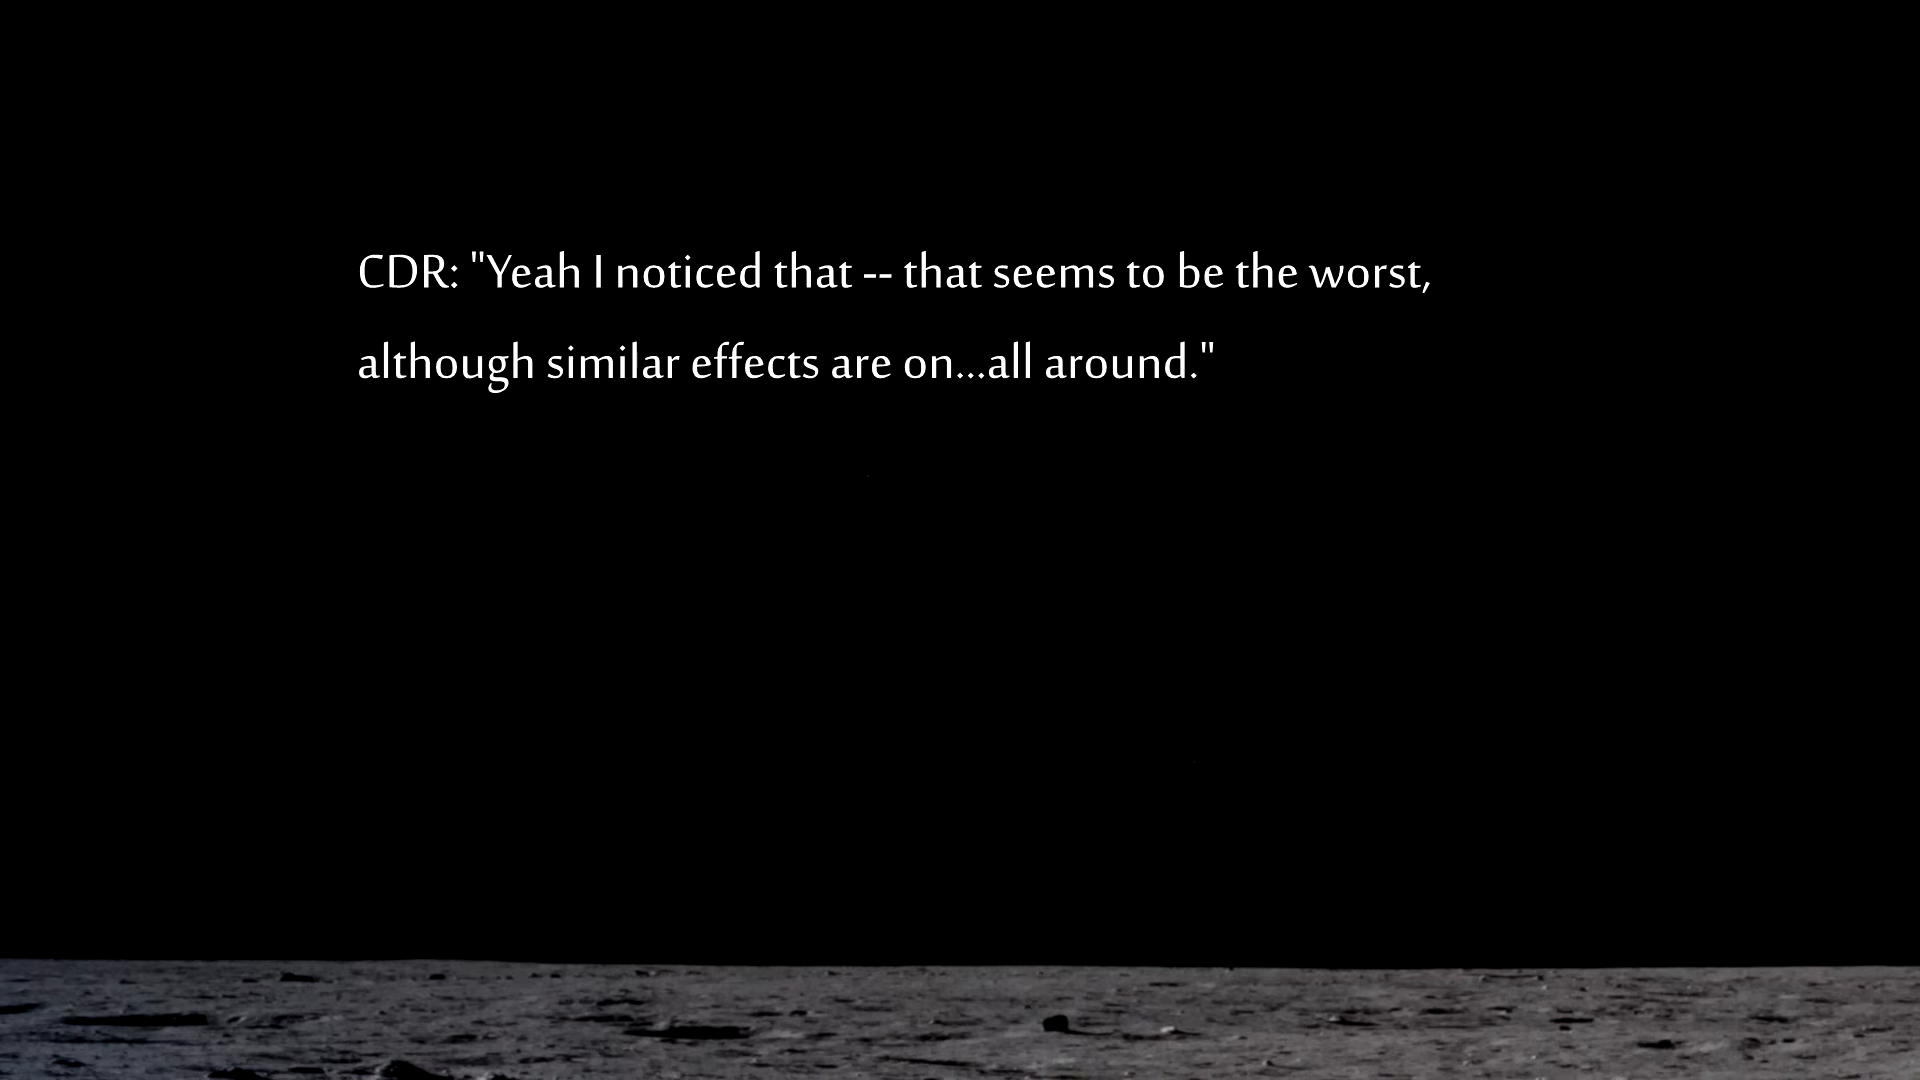 CDR: "Yeah I noticed that -- that seems to be the worst,
although similar effects are on...all around."